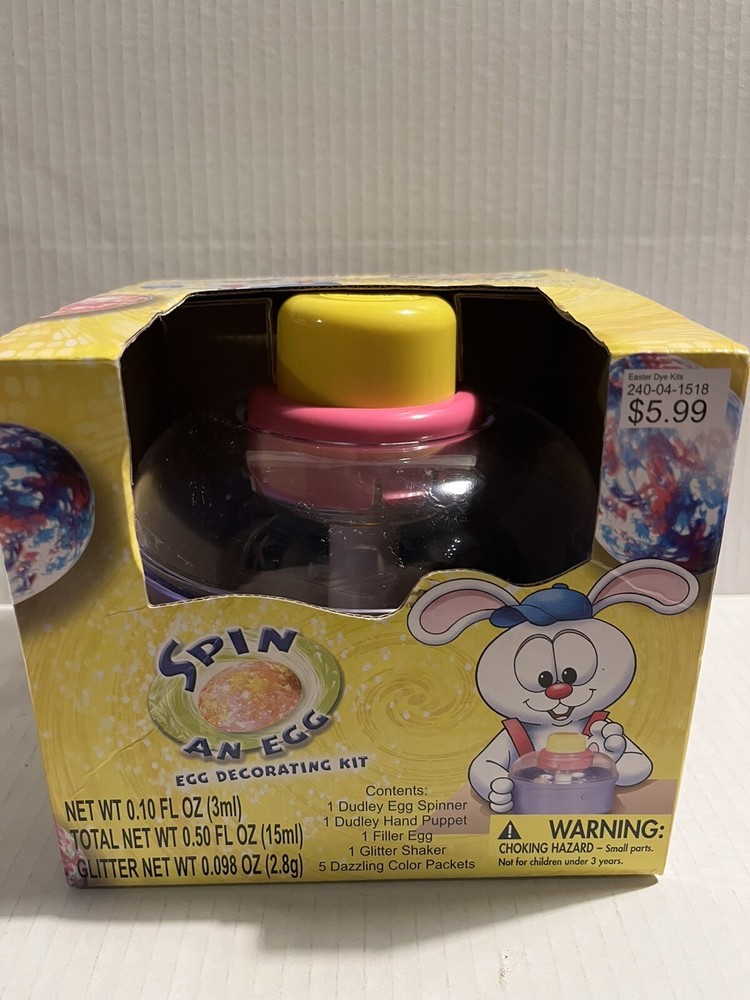 Easter Dye Kits
240-04-1518
$5.99
SPIN
AN EGG
EGG DECORATING KIT
NET WT 0.10 FL OZ (3ml)
TOTAL NET WT 0.50 FL OZ (15ml)
GLITTER NET WT 0.098 OZ (2.8g)
Contents:
1 Dudley Egg Spinner
1 Dudley Hand Puppet
1 Filler Egg
1 Glitter Shaker
5 Dazzling Color Packets
WARNING:
CHOKING HAZARD – Small parts.
Not for children under 3 years.